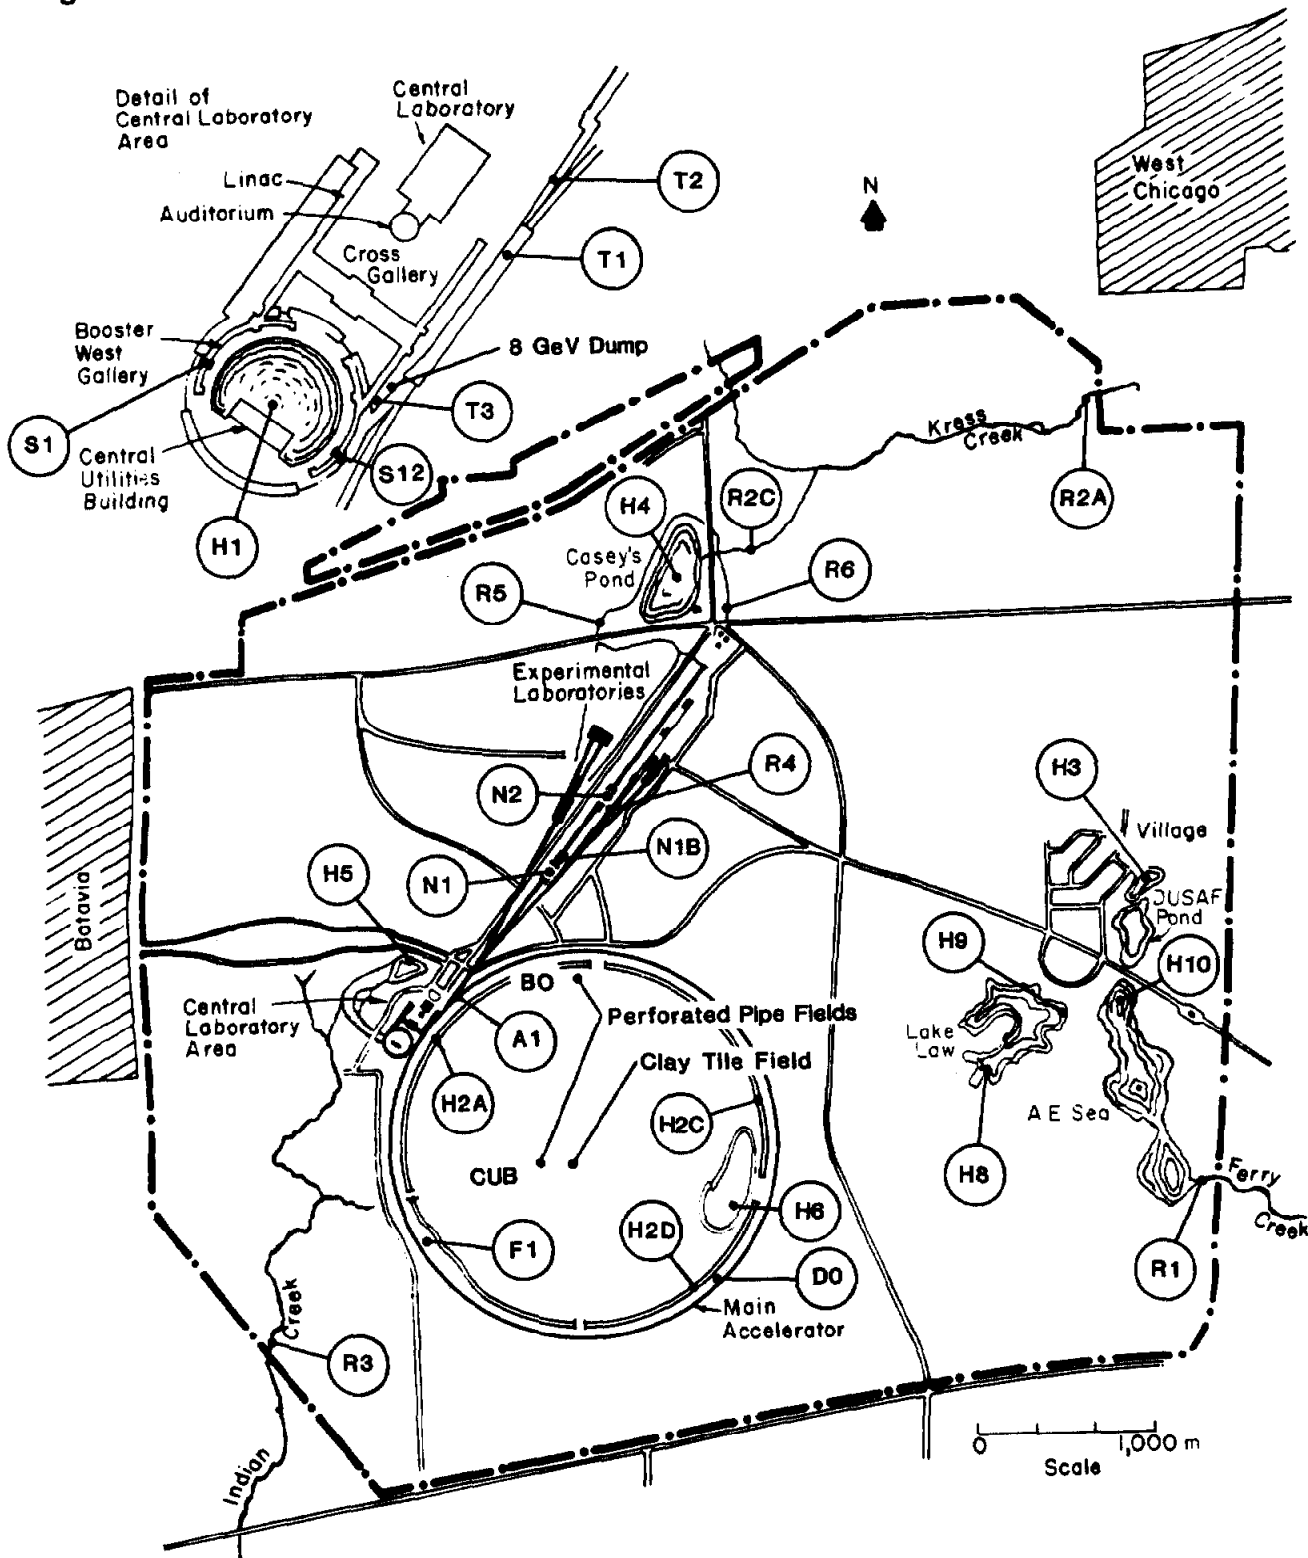 Detail of
Central Laboratory
Area
Central
Laboratory
Linac
Auditorium
Cross
Gallery
T2
T1
N
West
Chicago
Booster
West
Gallery
8 GeV Dump
T3
S1
Central
Utilities
Building
S12
H1
Kress
Creek
R2A
R2C
H4
Casey's
Pond
R5
R6
Experimental
Laboratories
N2
R4
H3
Village
N1B
N1
H5
Batavia
DUSAF
Pond
H9
H10
BO
Central
Laboratory
Area
Perforated Pipe Fields
A1
Clay Tile Field
Lake
Law
H2A
H2C
A E Sea
H8
CUB
Ferry
Creek
H6
H2D
F1
D0
R1
Main
Accelerator
Creek
R3
Indian
0
1,000 m
Scale